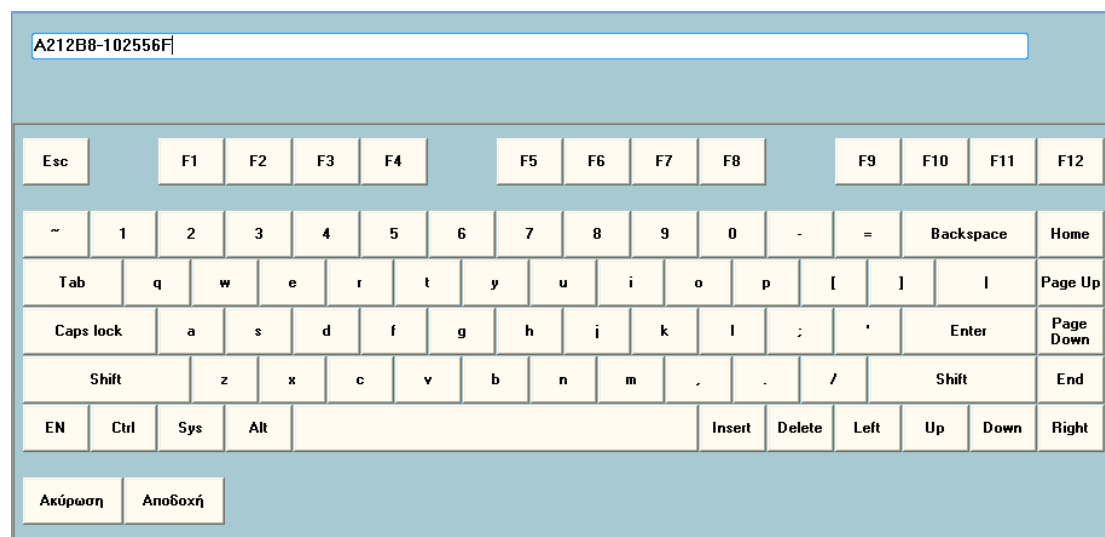 A212B8-102556F
Esc F1 F2 F3 F4 F5 F6 F7 F8 F9 F10 F11 F12
~ 1 2 3 4 5 6 7 8 9 0 - = Backspace Home
Tab q w e r t y u i o p [ ] | Page Up
Caps lock a s d f g h j k l ; ' Enter Page Down
Shift z x c v b n m , . / Shift End
EN Ctrl Sys Alt Insert Delete Left Up Down Right
Ακύρωση Αποδοχή